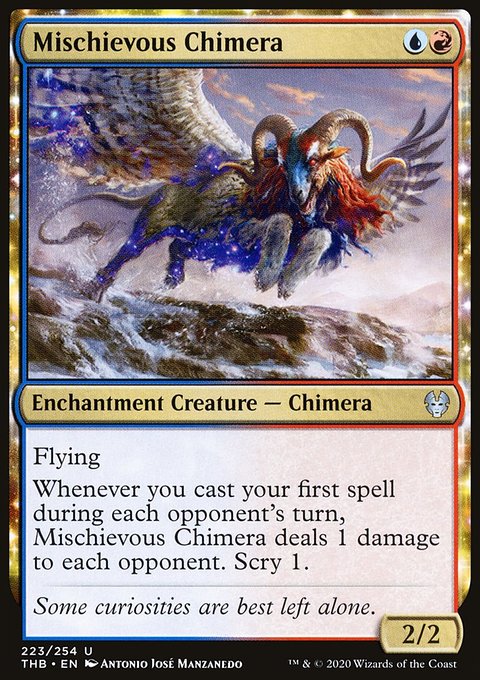 Mischievous Chimera
Enchantment Creature — Chimera
Flying
Whenever you cast your first spell
during each opponent's turn,
Mischievous Chimera deals 1 damage
to each opponent. Scry 1.
Some curiosities are best left alone.
2/2
223/254 U
THB • EN Antonio José Manzanedo
™ & © 2020 Wizards of the Coast